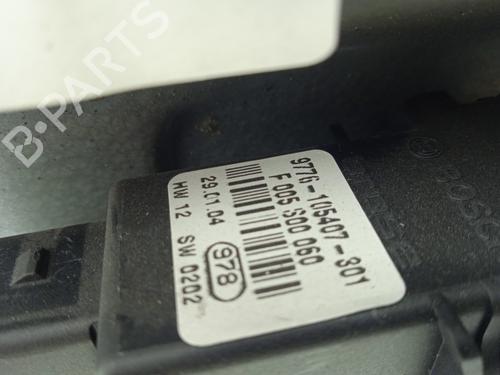 B-PARTS
BOSCH
9776-105407-301
F 005 S00 060
29.01.04
978
HW 12 SW 0202